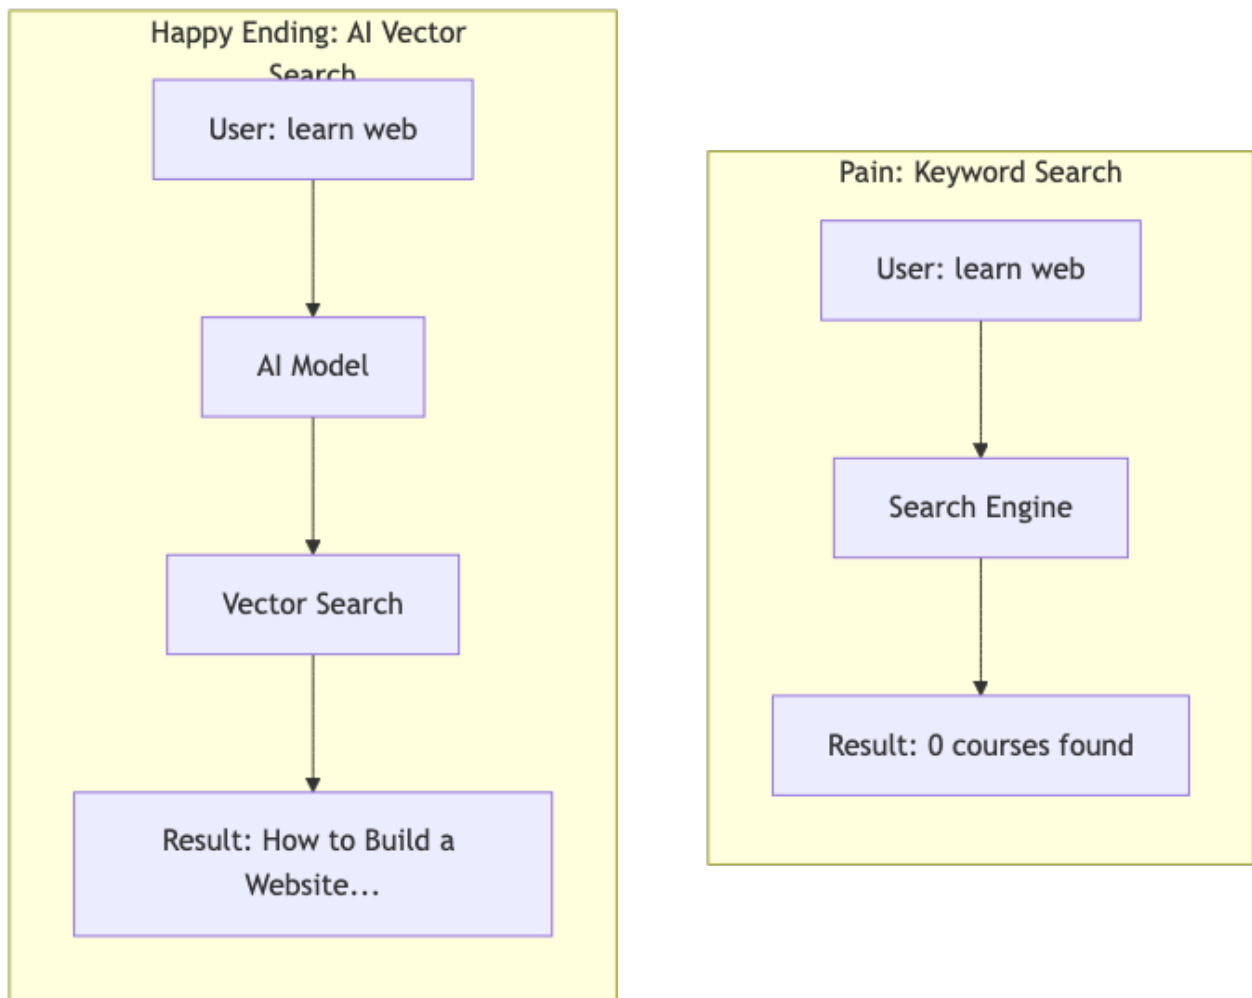 Happy Ending: AI Vector
Search
User: learn web
AI Model
Vector Search
Result: How to Build a
Website...
Pain: Keyword Search
User: learn web
Search Engine
Result: 0 courses found